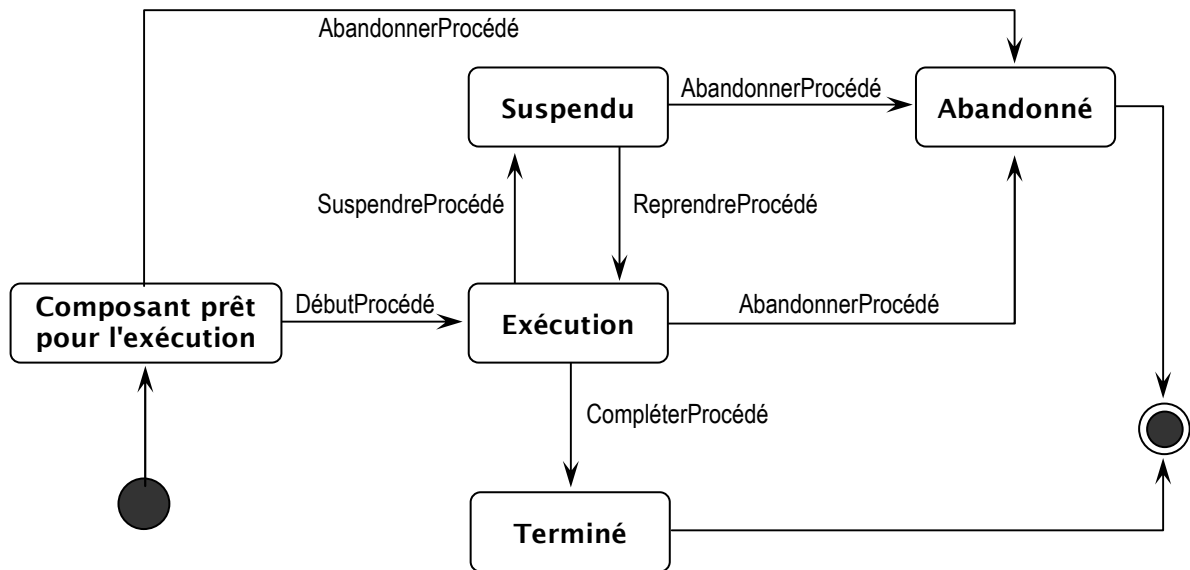 AbandonnerProcédé
Suspendu
AbandonnerProcédé
Abandonné
SuspendreProcédé
ReprendreProcédé
Composant prêt
pour l'exécution
DébutProcédé
Exécution
AbandonnerProcédé
CompléterProcédé
Terminé